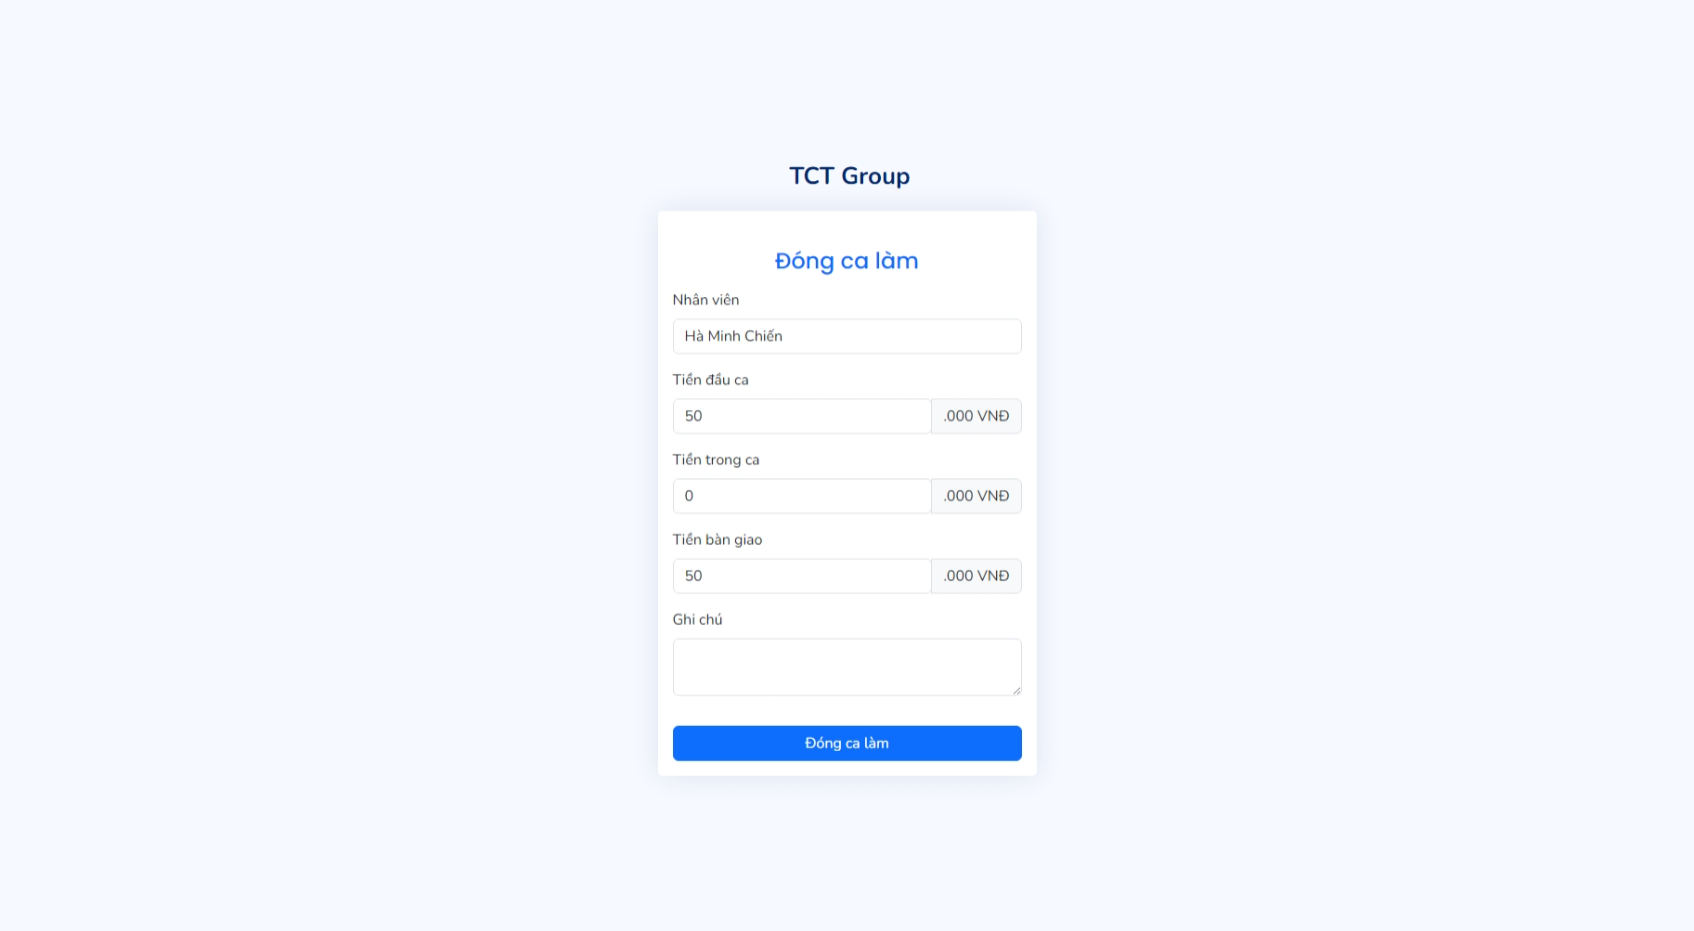 TCT Group
Đóng ca làm
Nhân viên
Hà Minh Chiến
Tiền đầu ca
50 .000 VNĐ
Tiền trong ca
0 .000 VNĐ
Tiền bàn giao
50 .000 VNĐ
Ghi chú
Đóng ca làm